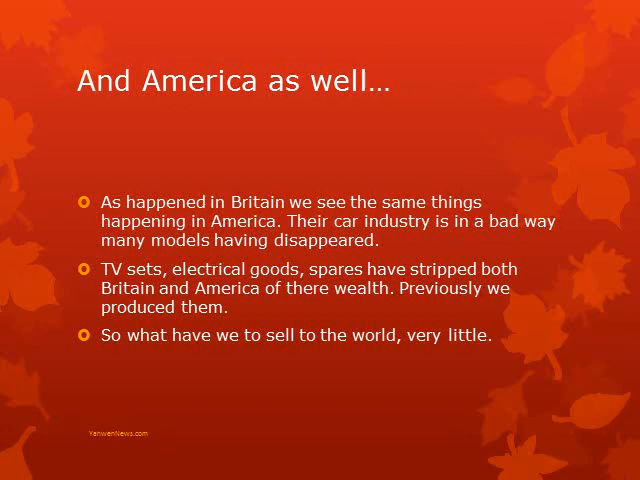 And America as well…
As happened in Britain we see the same things
happening in America. Their car industry is in a bad way
many models having disappeared.
TV sets, electrical goods, spares have stripped both
Britain and America of there wealth. Previously we
produced them.
So what have we to sell to the world, very little.
YanwenNews.com